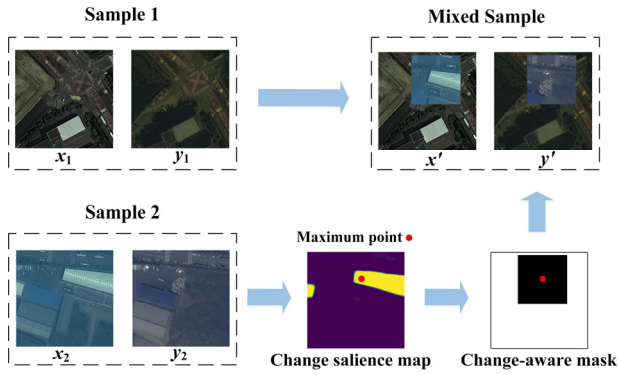 Sample 1
Mixed Sample
x1
y1
x′
y′
Sample 2
Maximum point
x2
y2
Change salience map
Change-aware mask